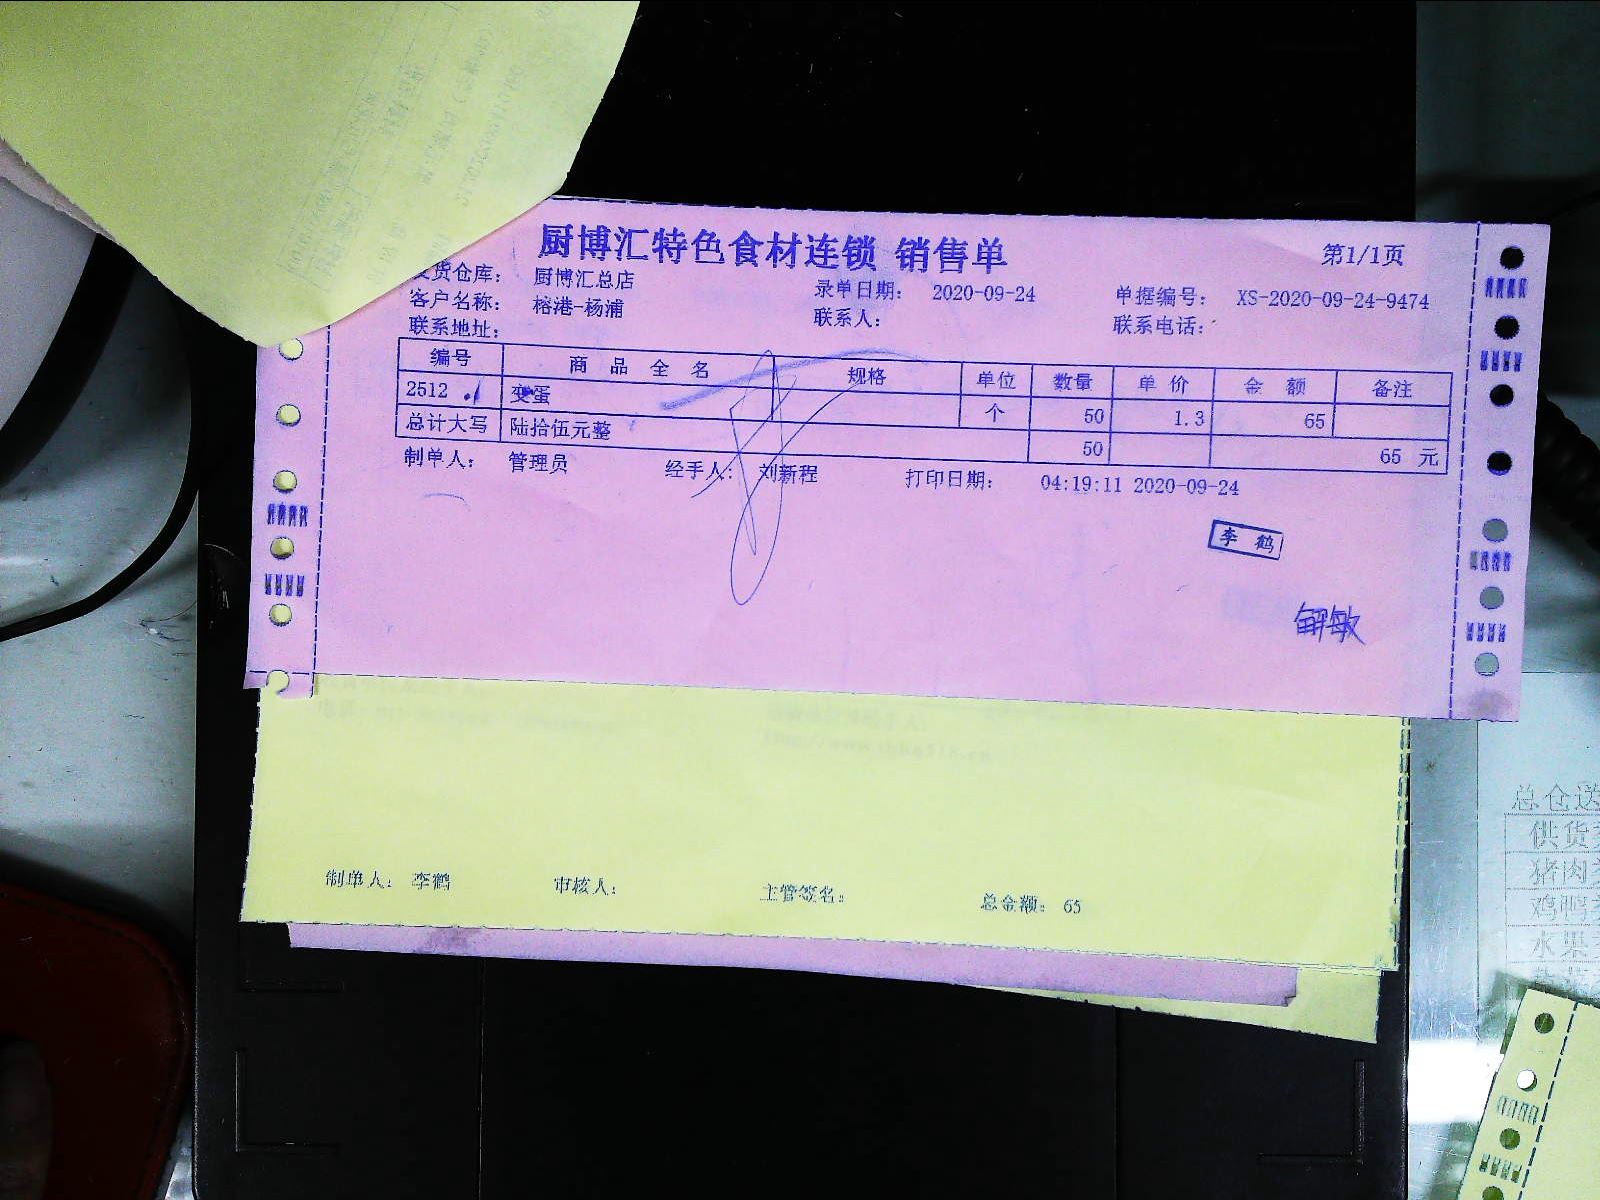 厨博汇特色食材连锁 销售单
第1/1页
发货仓库： 厨博汇总店
录单日期： 2020-09-24
单据编号： XS-2020-09-24-9474
客户名称： 榕港-杨浦
联系人：
联系电话：
联系地址：
编号 商品全名 规格 单位 数量 单价 金额 备注
2512 变蛋 个 50 1.3 65
总计大写 陆拾伍元整 50 65 元
制单人： 管理员 经手人： 刘新程 打印日期： 04:19:11 2020-09-24
李鹤
解敏
制单人： 李鹤 审核人： 主管签名： 总金额： 65
总仓送
供货
猪肉
鸡鸭
水果